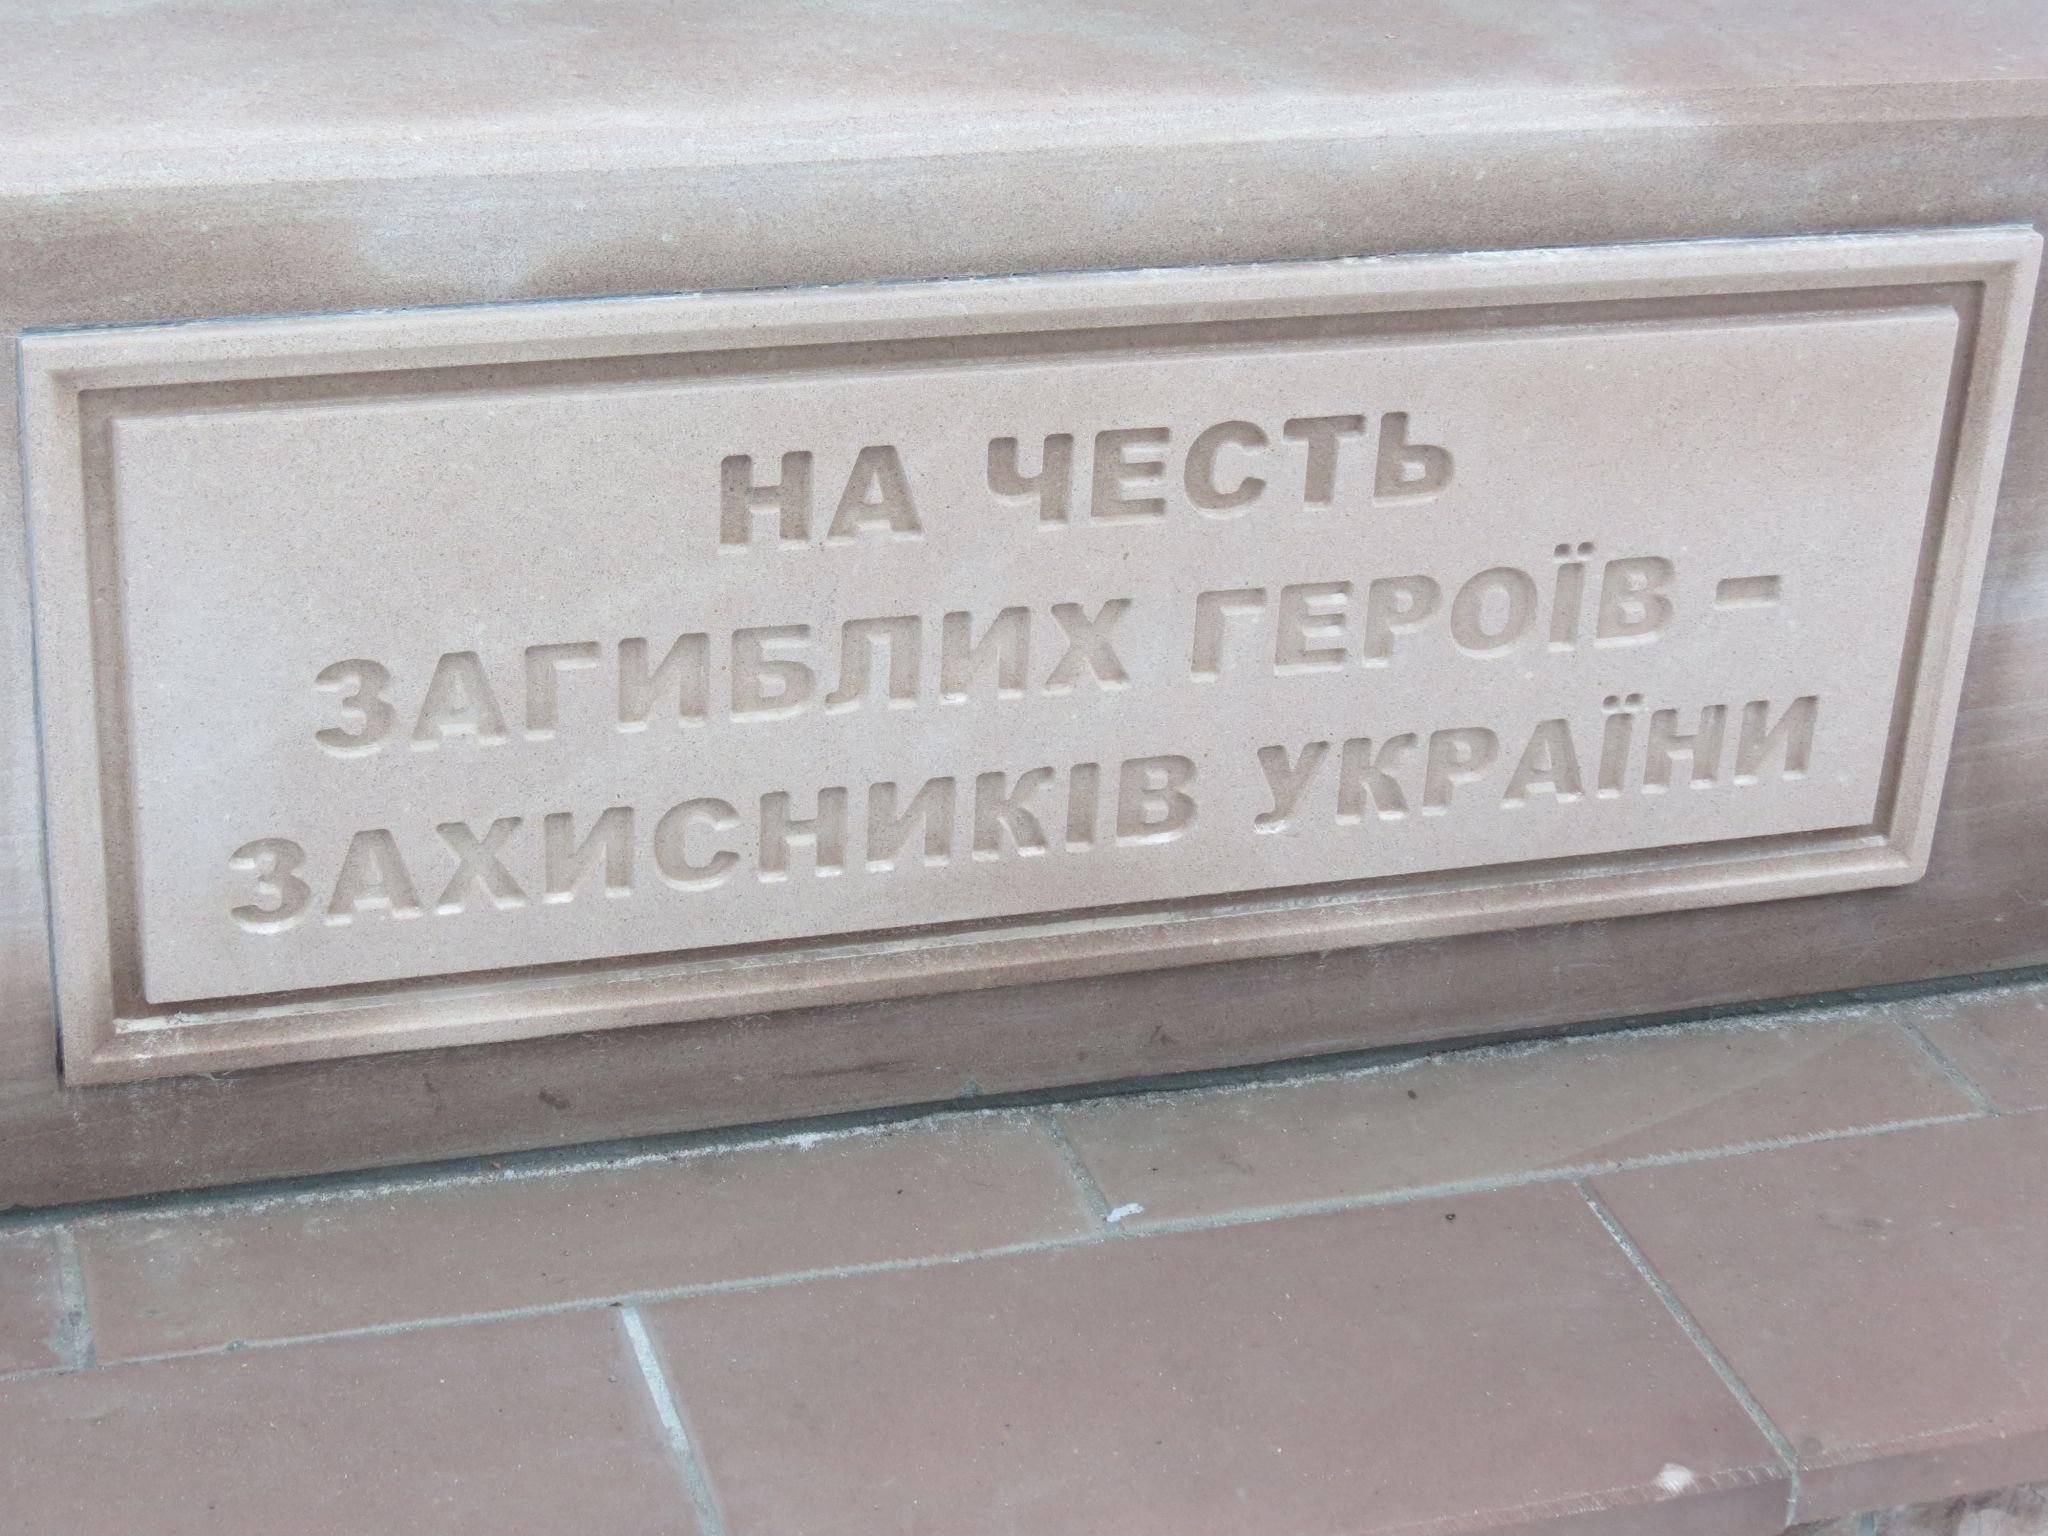 НА ЧЕСТЬ
ЗАГИБЛИХ ГЕРОЇВ –
ЗАХИСНИКІВ УКРАЇНИ